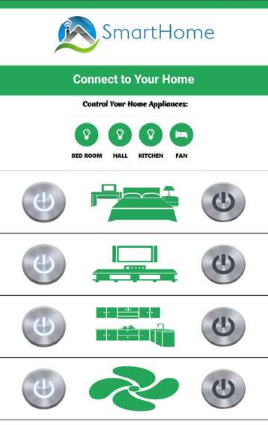 SmartHome
Connect to Your Home
Control Your Home Appliances:
BED ROOM HALL KITCHEN FAN